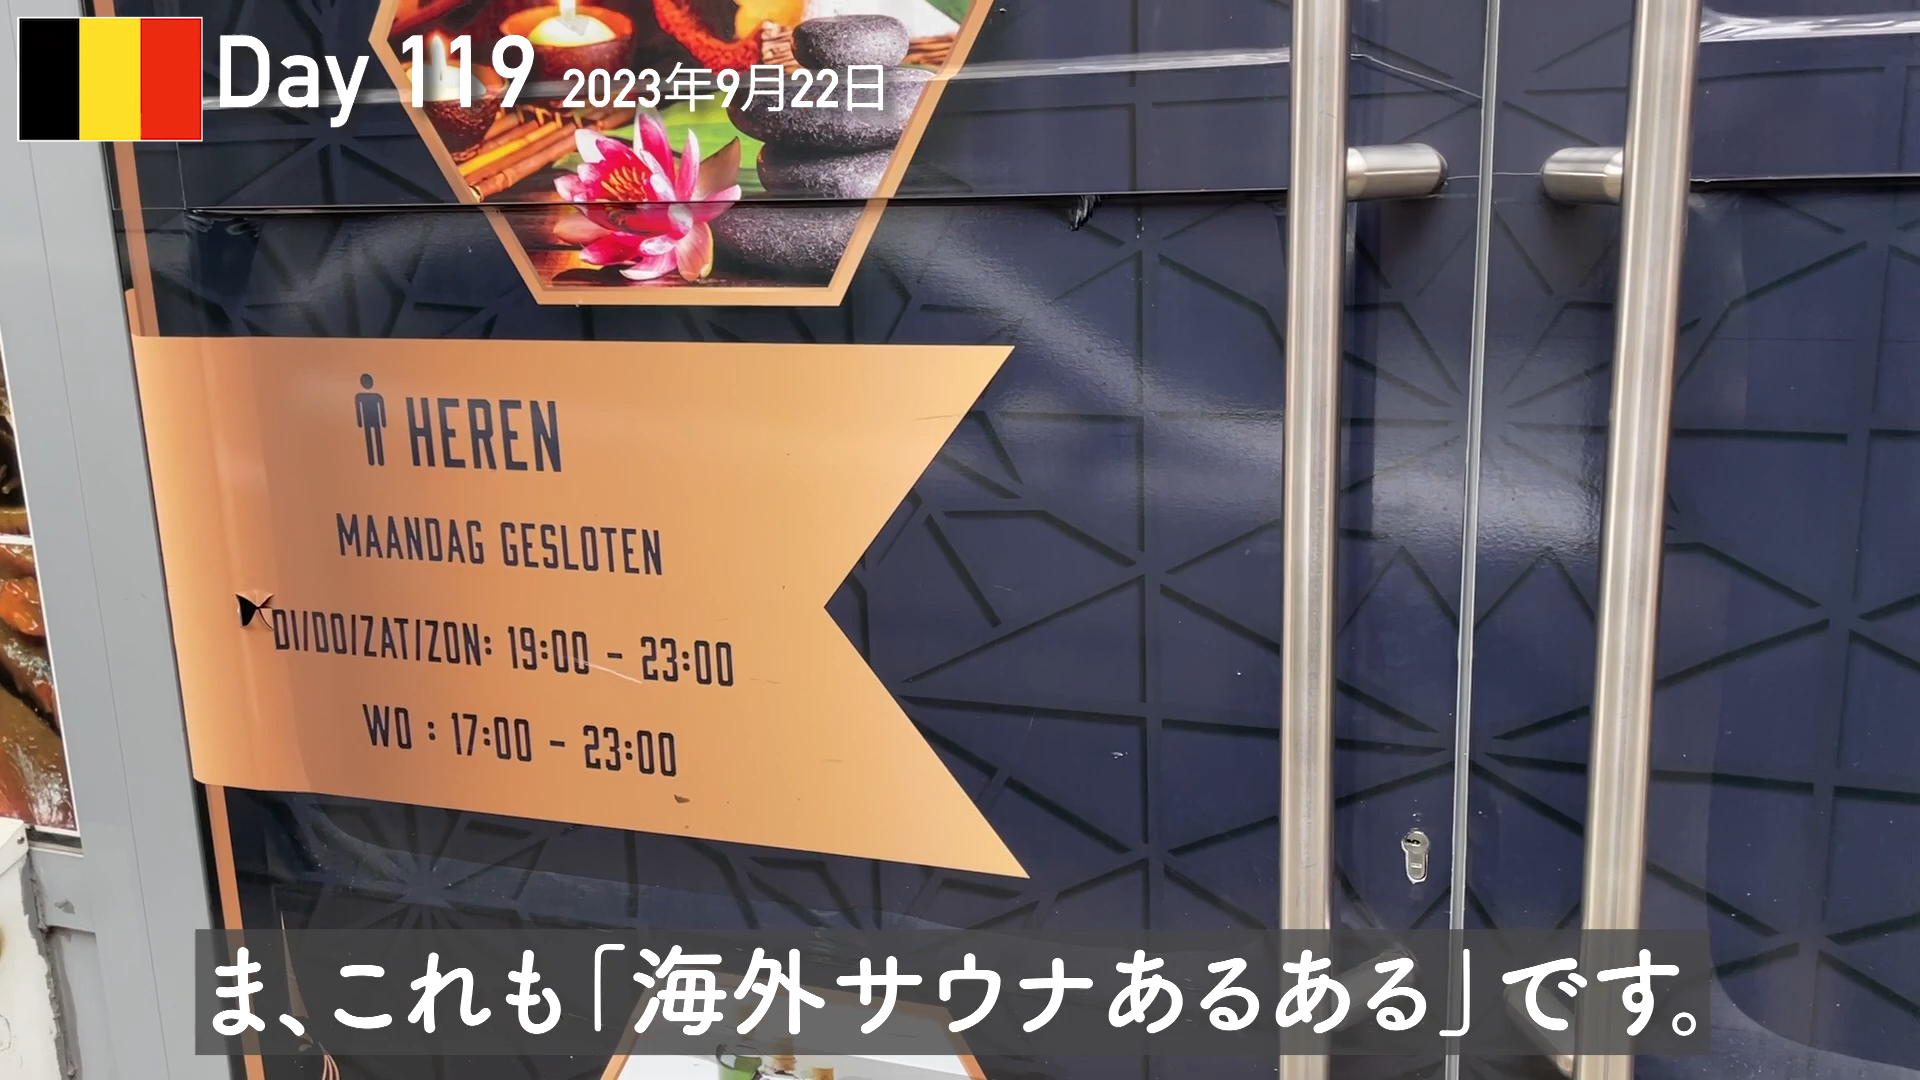 Day 119 2023年9月22日
HEREN
MAANDAG GESLOTEN
DI/DO/ZAT/ZON: 19:00 - 23:00
WO : 17:00 - 23:00
ま、これも「海外サウナあるある」です。